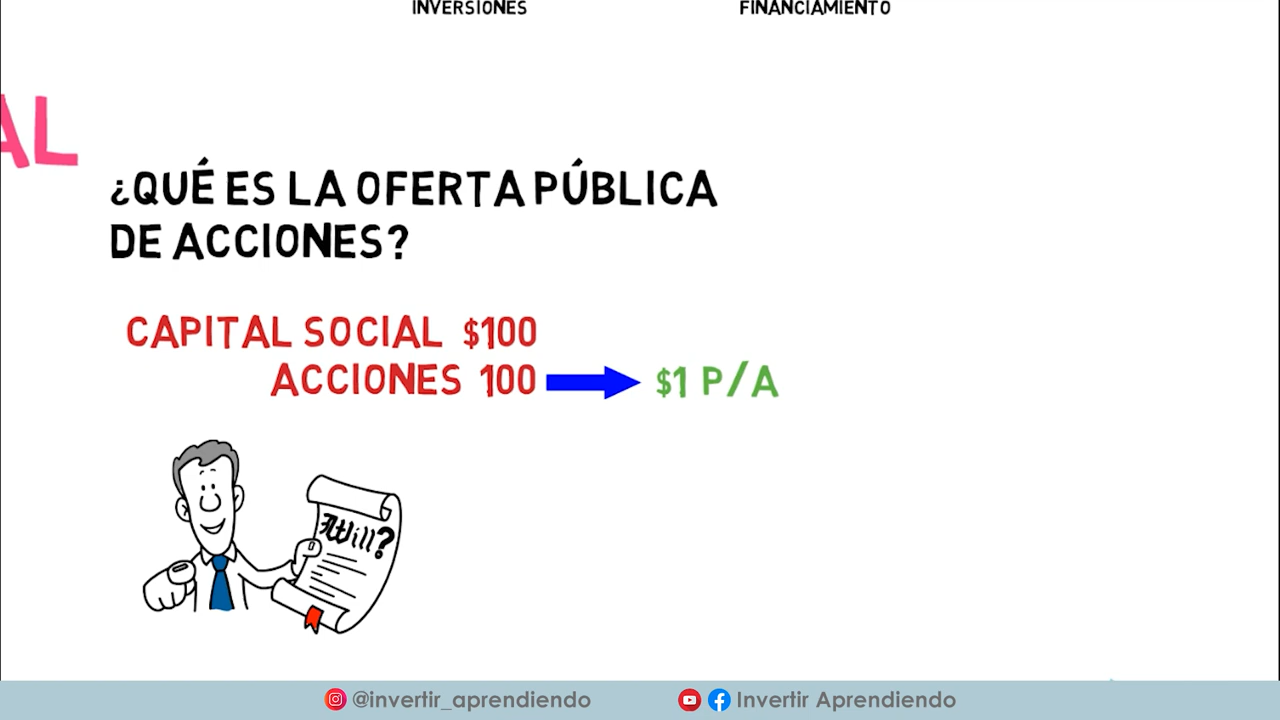 INVERSIONES FINANCIAMIENTO
AL
¿QUÉ ES LA OFERTA PÚBLICA
DE ACCIONES?
CAPITAL SOCIAL $100
ACCIONES 100 $1 P/A
Will?
@invertir_aprendiendo Invertir Aprendiendo